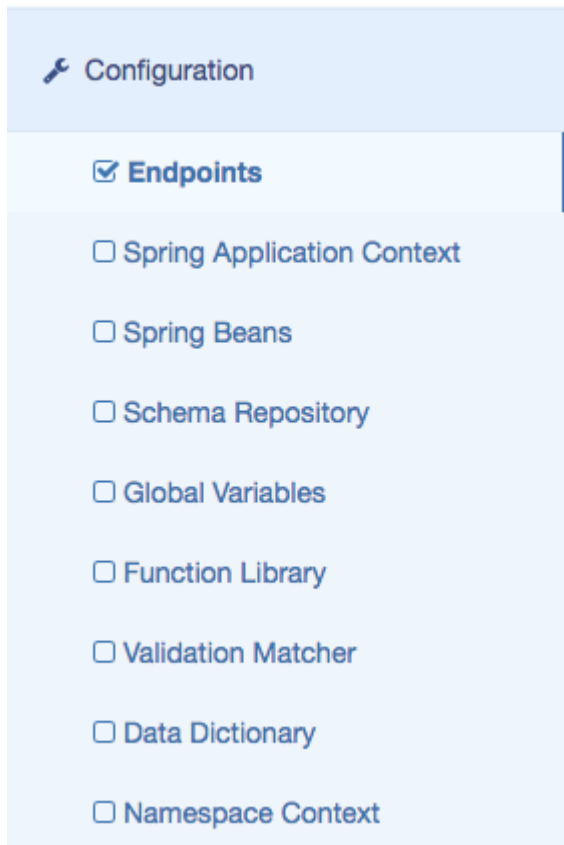 Configuration
Endpoints
Spring Application Context
Spring Beans
Schema Repository
Global Variables
Function Library
Validation Matcher
Data Dictionary
Namespace Context